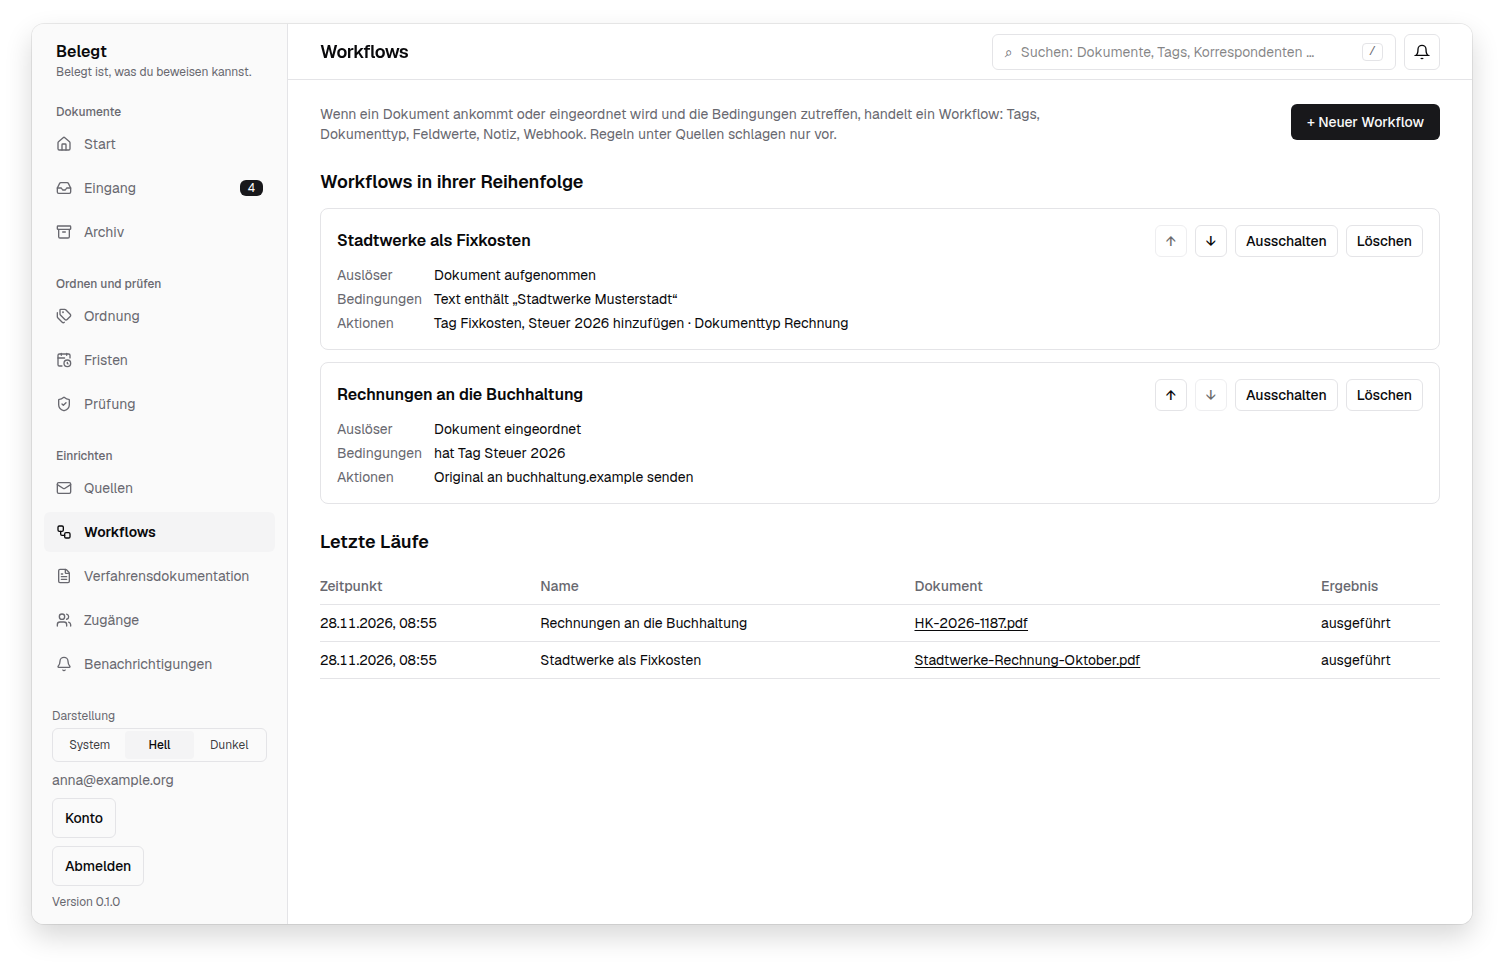 Belegt
Belegt ist, was du beweisen kannst.
Dokumente
Start
Eingang 4
Archiv
Ordnen und prüfen
Ordnung
Fristen
Prüfung
Einrichten
Quellen
Workflows
Verfahrensdokumentation
Zugänge
Benachrichtigungen
Darstellung
System Hell Dunkel
anna@example.org
Konto
Abmelden
Version 0.1.0
Workflows
Suchen: Dokumente, Tags, Korrespondenten … /
Wenn ein Dokument ankommt oder eingeordnet wird und die Bedingungen zutreffen, handelt ein Workflow: Tags,
Dokumenttyp, Feldwerte, Notiz, Webhook. Regeln unter Quellen schlagen nur vor.
+ Neuer Workflow
Workflows in ihrer Reihenfolge
Stadtwerke als Fixkosten ↑ ↓ Ausschalten Löschen
Auslöser Dokument aufgenommen
Bedingungen Text enthält „Stadtwerke Musterstadt“
Aktionen Tag Fixkosten, Steuer 2026 hinzufügen · Dokumenttyp Rechnung
Rechnungen an die Buchhaltung ↑ ↓ Ausschalten Löschen
Auslöser Dokument eingeordnet
Bedingungen hat Tag Steuer 2026
Aktionen Original an buchhaltung.example senden
Letzte Läufe
Zeitpunkt Name Dokument Ergebnis
28.11.2026, 08:55 Rechnungen an die Buchhaltung HK-2026-1187.pdf ausgeführt
28.11.2026, 08:55 Stadtwerke als Fixkosten Stadtwerke-Rechnung-Oktober.pdf ausgeführt